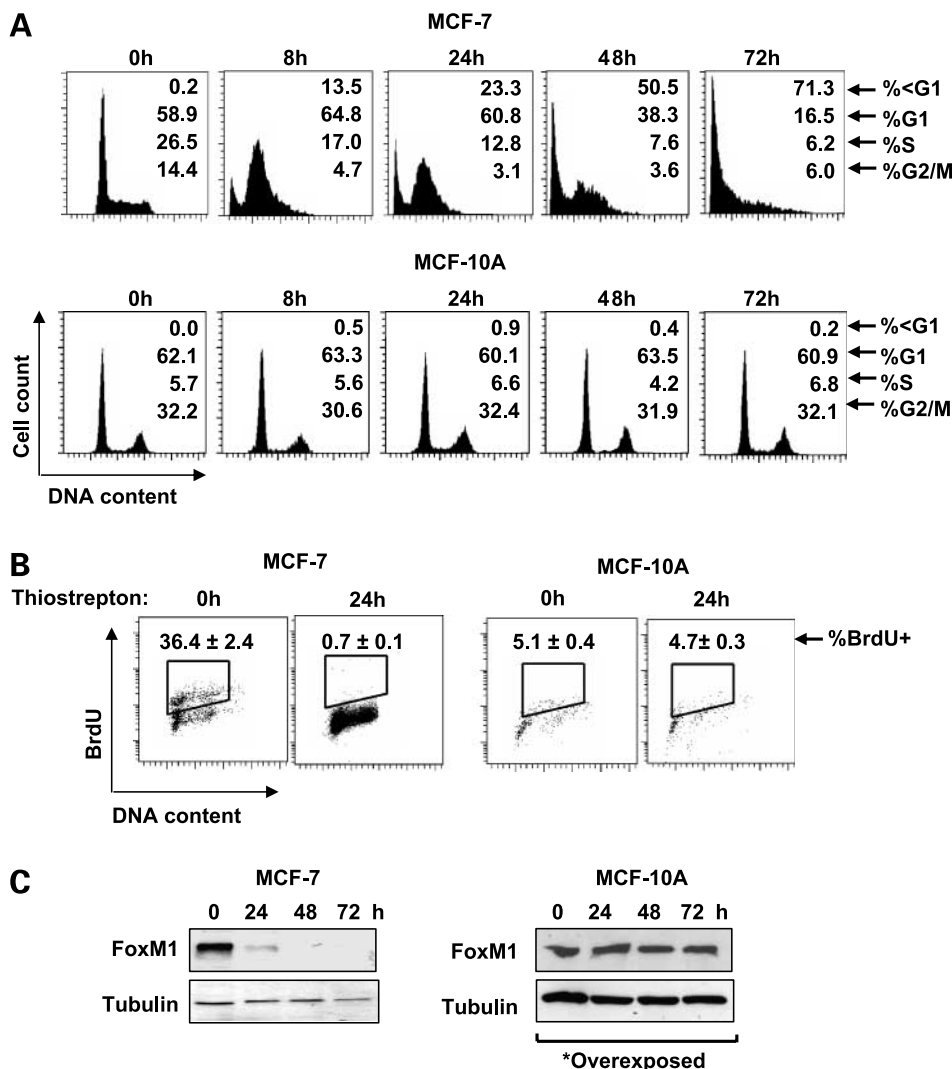 A
MCF-7
0h 8h 24h 48h 72h
0.2 13.5 23.3 50.5 71.3 %<G1
58.9 64.8 60.8 38.3 16.5 %G1
26.5 17.0 12.8 7.6 6.2 %S
14.4 4.7 3.1 3.6 6.0 %G2/M
MCF-10A
0h 8h 24h 48h 72h
0.0 0.5 0.9 0.4 0.2 %<G1
62.1 63.3 60.1 63.5 60.9 %G1
5.7 5.6 6.6 4.2 6.8 %S
32.2 30.6 32.4 31.9 32.1 %G2/M
Cell count
DNA content
B
MCF-7 MCF-10A
Thiostrepton: 0h 24h 0h 24h
36.4 ± 2.4 0.7 ± 0.1 5.1 ± 0.4 4.7± 0.3 %BrdU+
BrdU
DNA content
C
MCF-7 MCF-10A
0 24 48 72 h 0 24 48 72 h
FoxM1 FoxM1
Tubulin Tubulin
*Overexposed